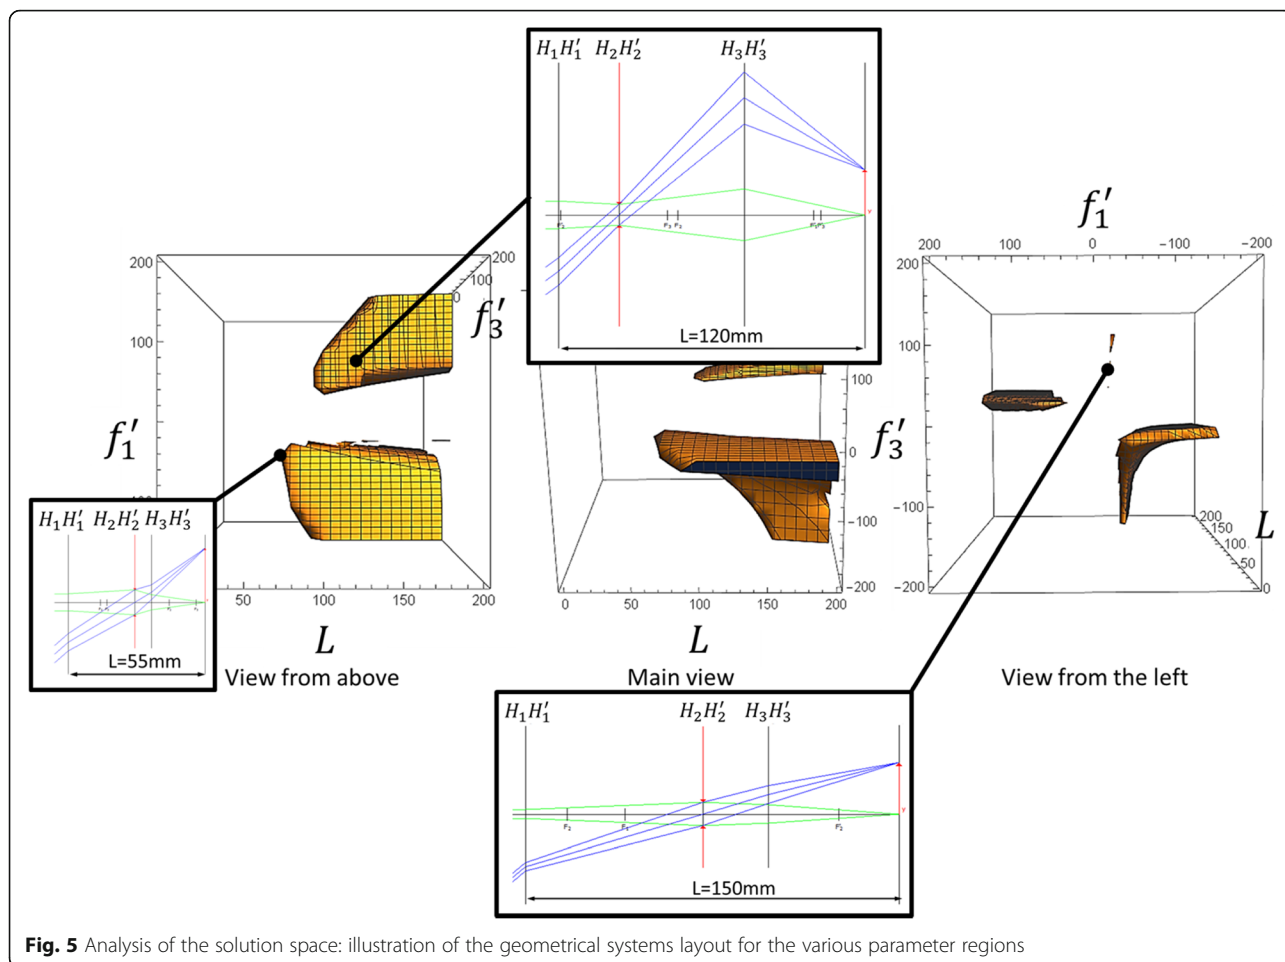 H₁H₁′ H₂H₂′ H₃H₃′
L=120mm
200
100
f₁′
200
100
0
f₃′
50 100 150 200
L
View from above
H₁H₁′ H₂H₂′ H₃H₃′
L=55mm
100
0
−100
−200
f₃′
0 50 100 150 200
L
Main view
f₁′
200 100 0 −100 −200
200
100
0
−100
−200
200
150
100
50
0
L
View from the left
H₁H₁′ H₂H₂′ H₃H₃′
L=150mm
Fig. 5 Analysis of the solution space: illustration of the geometrical systems layout for the various parameter regions